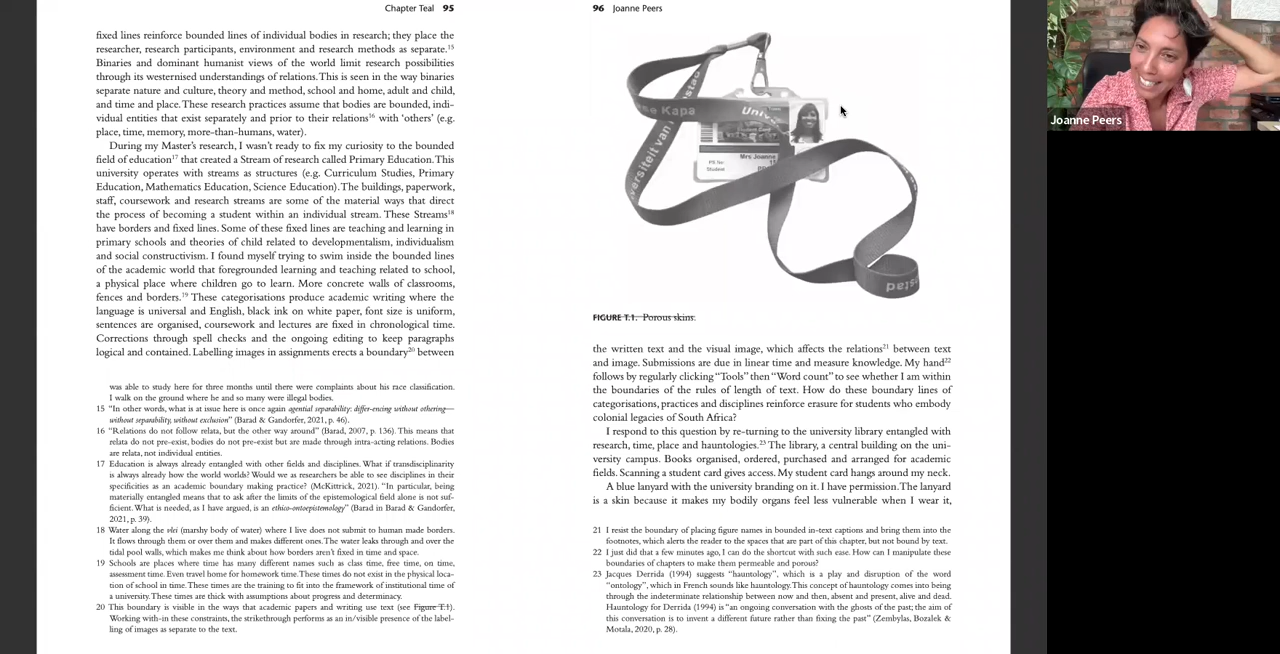 Chapter Teal 95
fixed lines reinforce bounded lines of individual bodies in research; they place the
researcher, research participants, environment and research methods as separate.15
Binaries and dominant humanist views of the world limit research possibilities
through its westernised understandings of relations. This is seen in the way binaries
separate nature and culture, theory and method, school and home, adult and child,
and time and place. These research practices assume that bodies are bounded, indi-
vidual entities that exist separately and prior to their relations16 with ‘others’ (e.g.
place, time, memory, more-than-humans, water).
During my Master’s research, I wasn’t ready to fix my curiosity to the bounded
field of education17 that created a Stream of research called Primary Education. This
university operates with streams as structures (e.g. Curriculum Studies, Primary
Education, Mathematics Education, Science Education). The buildings, paperwork,
staff, coursework and research streams are some of the material ways that direct
the process of becoming a student within an individual stream. These Streams18
have borders and fixed lines. Some of these fixed lines are teaching and learning in
primary schools and theories of child related to developmentalism, individualism
and social constructivism. I found myself trying to swim inside the bounded lines
of the academic world that foregrounded learning and teaching related to school,
a physical place where children go to learn. More concrete walls of classrooms,
fences and borders.19 These categorisations produce academic writing where the
language is universal and English, black ink on white paper, font size is uniform,
sentences are organised, coursework and lectures are fixed in chronological time.
Corrections through spell checks and the ongoing editing to keep paragraphs
logical and contained. Labelling images in assignments erects a boundary20 between
was able to study here for three months until there were complaints about his race classification.
I walk on the ground where he and so many were illegal bodies.
15 “In other words, what is at issue here is once again agential separability: differ-encing without othering—
without separability, without exclusion” (Barad & Gandorfer, 2021, p. 46).
16 “Relations do not follow relata, but the other way around” (Barad, 2007, p. 136). This means that
relata do not pre-exist, bodies do not pre-exist but are made through intra-acting relations. Bodies
are relata, not individual entities.
17 Education is always already entangled with other fields and disciplines. What if transdisciplinarity
is always already how the world worlds? Would we as researchers be able to see disciplines in their
specificities as an academic boundary making practice? (McKittrick, 2021). “In particular, being
materially entangled means that to ask after the limits of the epistemological field alone is not suf-
ficient. What is needed, as I have argued, is an ethico-ontoepistemology” (Barad in Barad & Gandorfer,
2021, p. 39).
18 Water along the vlei (marshy body of water) where I live does not submit to human made borders.
It flows through them or over them and makes different ones. The water leaks through and over the
tidal pool walls, which makes me think about how borders aren’t fixed in time and space.
19 Schools are places where time has many different names such as class time, free time, on time,
assessment time. Even travel home for homework time. These times do not exist in the physical loca-
tion of school in time. These times are the training to fit into the framework of institutional time of
a university. These times are thick with assumptions about progress and determinacy.
20 This boundary is visible in the ways that academic papers and writing use text (see Figure T.1).
Working with-in these constraints, the strikethrough performs as an in/visible presence of the label-
ling of images as separate to the text.
96 Joanne Peers
se Kapa
Univ
versiteit van
stad
Student Card
Mrs Joanne
PR.No
Student
FIGURE T.1. Porous skins.
the written text and the visual image, which affects the relations21 between text
and image. Submissions are due in linear time and measure knowledge. My hand22
follows by regularly clicking “Tools” then “Word count” to see whether I am within
the boundaries of the rules of length of text. How do these boundary lines of
categorisations, practices and disciplines reinforce erasure for students who embody
colonial legacies of South Africa?
I respond to this question by re-turning to the university library entangled with
research, time, place and hauntologies.23 The library, a central building on the uni-
versity campus. Books organised, ordered, purchased and arranged for academic
fields. Scanning a student card gives access. My student card hangs around my neck.
A blue lanyard with the university branding on it. I have permission. The lanyard
is a skin because it makes my bodily organs feel less vulnerable when I wear it,
21 I resist the boundary of placing figure names in bounded in-text captions and bring them into the
footnotes, which alerts the reader to the spaces that are part of this chapter, but not bound by text.
22 I just did that a few minutes ago, I can do the shortcut with such ease. How can I manipulate these
boundaries of chapters to make them permeable and porous?
23 Jacques Derrida (1994) suggests “hauntology”, which is a play and disruption of the word
“ontology”, which in French sounds like hauntology. This concept of hauntology comes into being
through the indeterminate relationship between now and then, absent and present, alive and dead.
Hauntology for Derrida (1994) is “an ongoing conversation with the ghosts of the past; the aim of
this conversation is to invent a different future rather than fixing the past” (Zembylas, Bozalek &
Motala, 2020, p. 28).
Joanne Peers